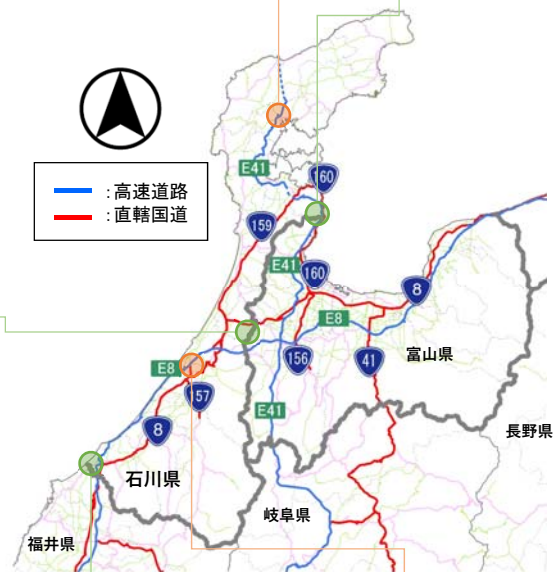 E41
160
：高速道路
：直轄国道
159
E41
160
8
E8
富山県
E8
156
41
157
E41
8
長野県
石川県
岐阜県
福井県